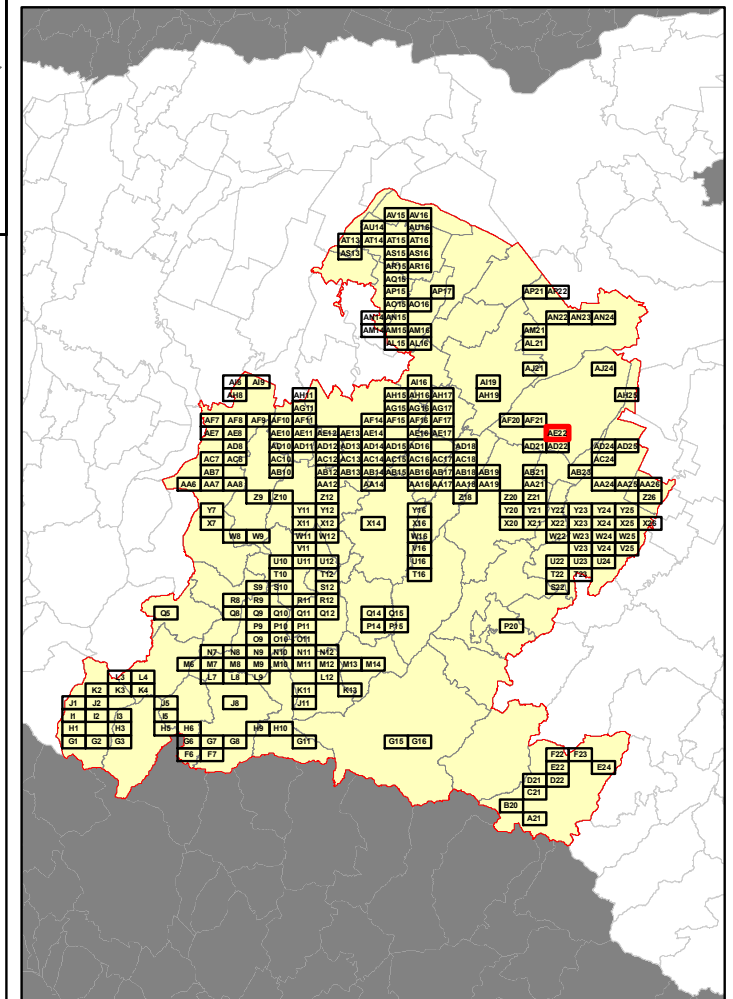 AV15 AV16
AU14 AU16
AT13 AT14 AT15 AT16
AS13 AS15 AS16
AR15 AR16
AQ15
AP15 AP17 AP21 AP22
AO15 AO16
AN14 AN15 AN22 AN23 AN24
AM14 AM15 AM16 AM21
AL15 AL16 AL21
AJ21 AJ24
AI8 AI9 AI16 AI19
AH8 AH11 AH15 AH16 AH17 AH19 AH25
AG11 AG15 AG16 AG17
AF7 AF8 AF9 AF10 AF11 AF14 AF15 AF16 AF17 AF20 AF21
AE7 AE8 AE10 AE11 AE12 AE13 AE14 AE16 AE17 AE22
AD8 AD10 AD11 AD12 AD13 AD14 AD15 AD16 AD18 AD21 AD22 AD24 AD25
AC7 AC8 AC10 AC12 AC13 AC14 AC15 AC16 AC17 AC18 AC24
AB7 AB10 AB12 AB13 AB14 AB15 AB16 AB17 AB18 AB19 AB21 AB23
AA6 AA7 AA8 AA12 AA14 AA16 AA17 AA18 AA19 AA21 AA24 AA25 AA26
Z9 Z10 Z12 Z18 Z20 Z21 Z26
Y7 Y11 Y12 Y16 Y20 Y21 Y22 Y23 Y24 Y25
X7 X11 X12 X14 X16 X20 X21 X22 X23 X24 X25 X26
W8 W9 W11 W12 W16 W22 W23 W24 W25
V11 V16 V23 V24 V25
U10 U11 U12 U16 U22 U23 U24
T10 T12 T16 T22 T23
S9 S10 S12 S22
R8 R9 R11 R12
Q5 Q8 Q9 Q10 Q11 Q12 Q14 Q15
P9 P10 P11 P14 P15 P20
O9 O10 O11
N7 N8 N9 N10 N11 N12
M6 M7 M8 M9 M10 M11 M12 M13 M14
L3 L4 L7 L8 L9 L12
K2 K3 K4 K11 K13
J1 J2 J5 J8 J11
I1 I2 I3 I5
H1 H3 H5 H6 H9 H10
G1 G2 G3 G6 G7 G8 G11 G15 G16
F6 F7 F22 F23
E22 E24
D21 D22
C21
B20
A21